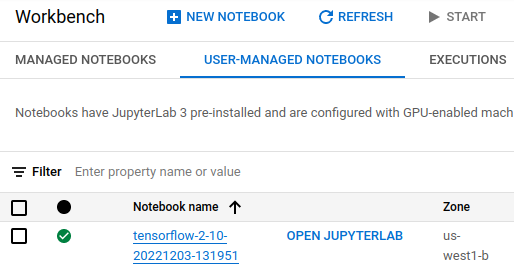 Workbench NEW NOTEBOOK REFRESH START
MANAGED NOTEBOOKS USER-MANAGED NOTEBOOKS EXECUTIONS
Notebooks have JupyterLab 3 pre-installed and are configured with GPU-enabled mach
Filter Enter property name or value
Notebook name Zone
tensorflow-2-10- OPEN JUPYTERLAB us-
20221203-131951 west1-b